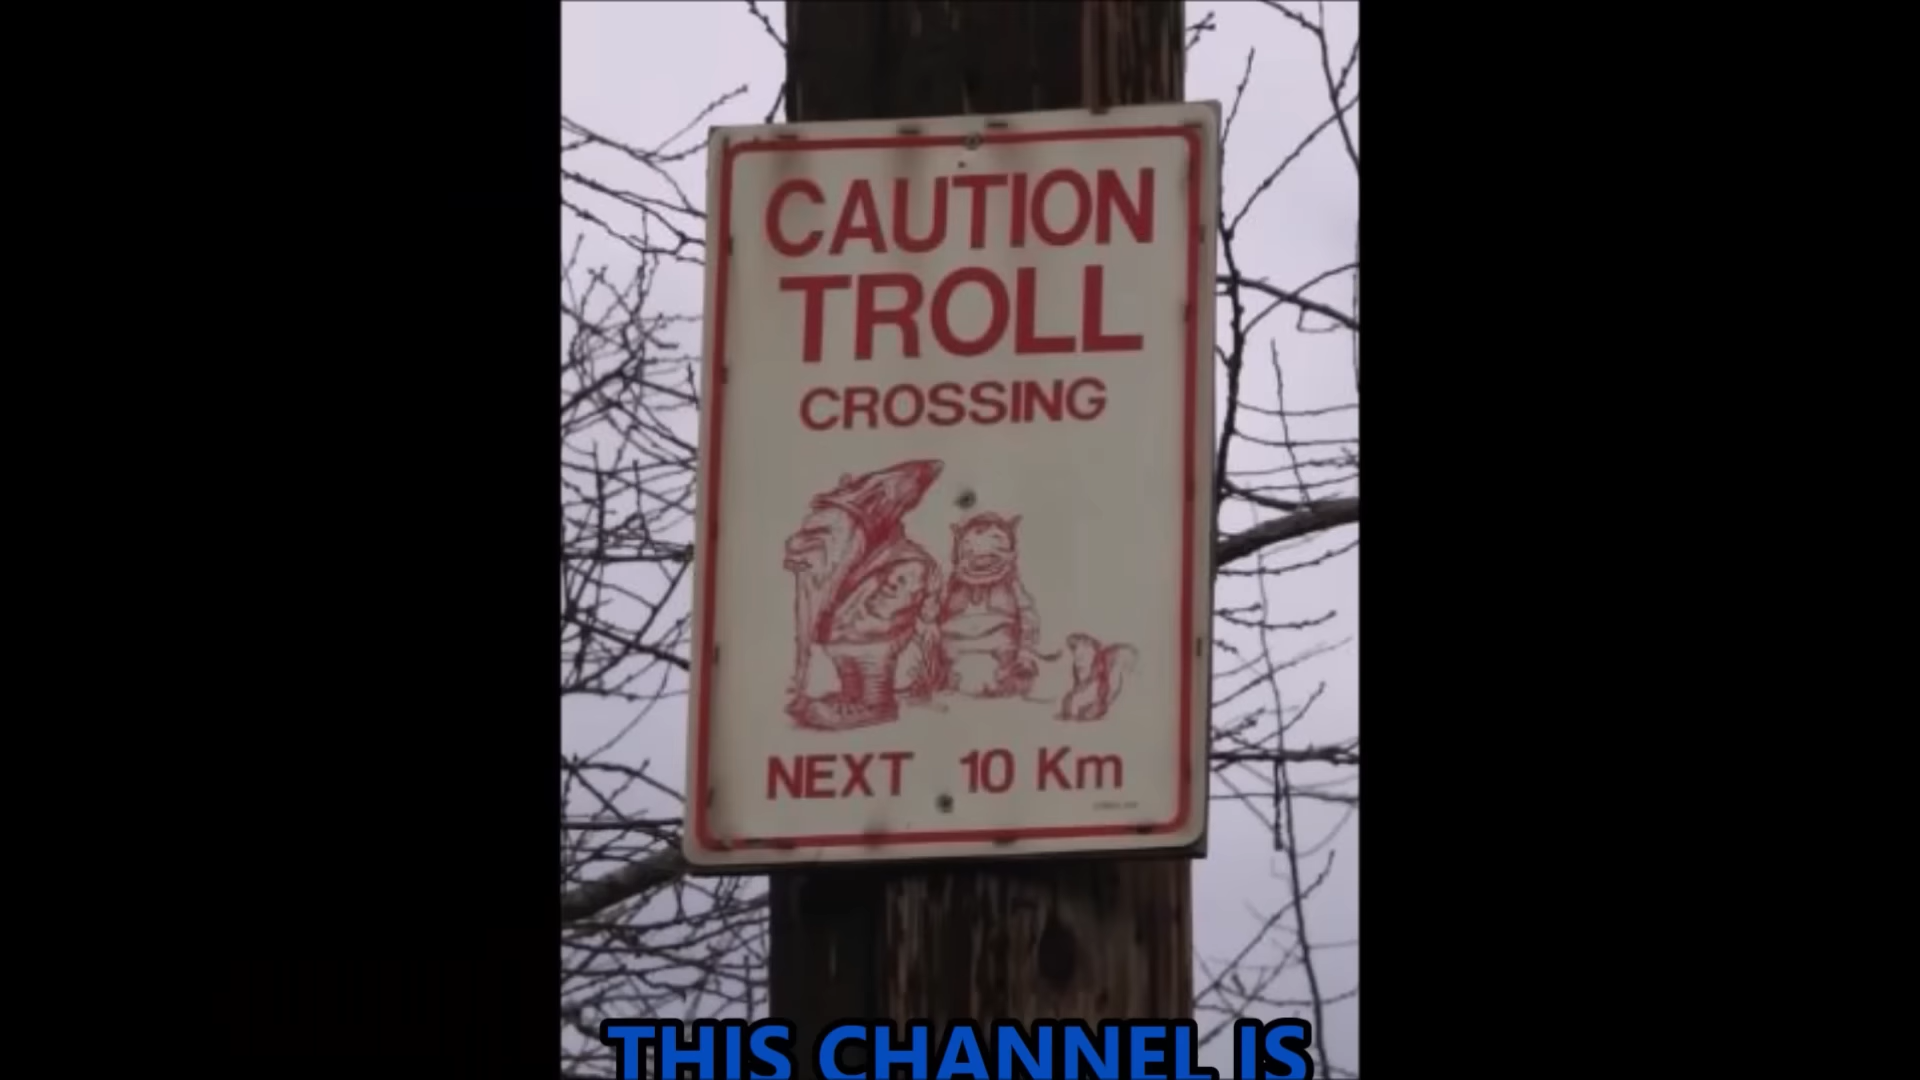 CAUTION
TROLL
CROSSING
NEXT 10 Km
THIS CHANNEL IS